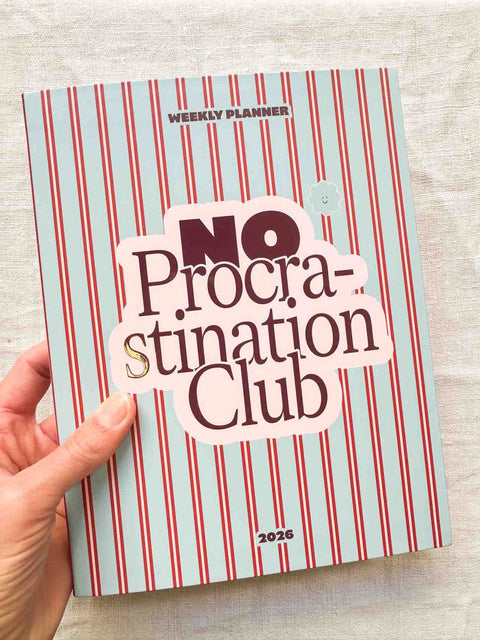 WEEKLY PLANNER
NO
Procra-
stination
Club
2026